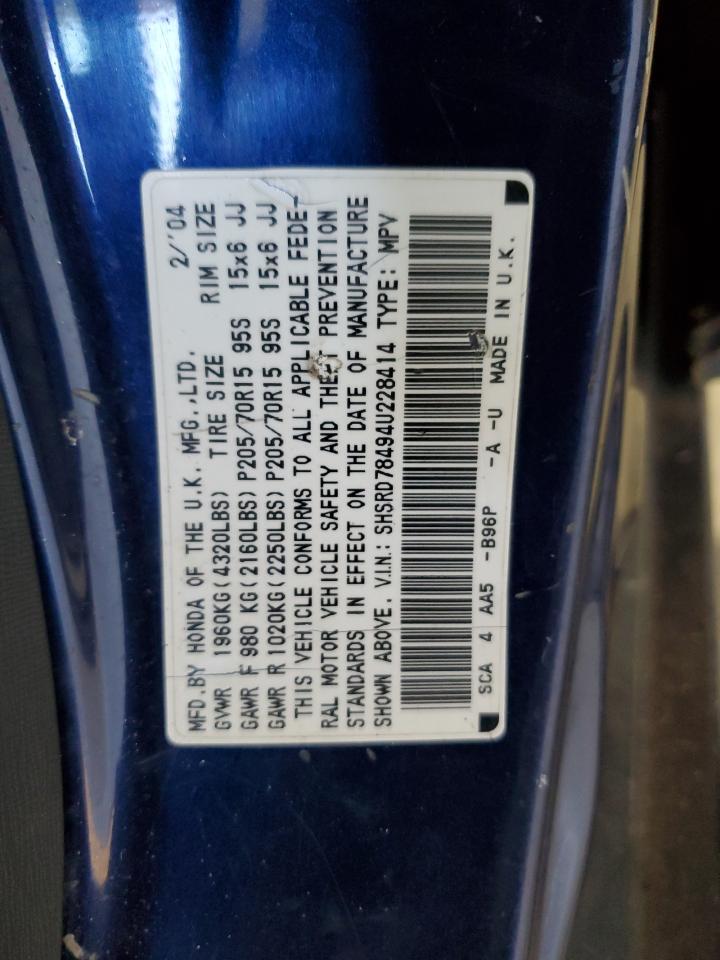 MFD. BY HONDA OF THE U.K. MFG.,LTD. 2/'04
GVWR 1960KG(4320LBS) TIRE SIZE RIM SIZE
GAWR F 980 KG(2160LBS) P205/70R15 95S 15x6 JJ
GAWR R 1020KG(2250LBS) P205/70R15 95S 15x6 JJ
THIS VEHICLE CONFORMS TO ALL APPLICABLE FEDE-
RAL MOTOR VEHICLE SAFETY AND THEFT PREVENTION
STANDARDS IN EFFECT ON THE DATE OF MANUFACTURE
SHOWN ABOVE. V.I.N.: SHSRD78494U228414 TYPE: MPV
SCA 4 AA5 -B96P -A -U MADE IN U.K.